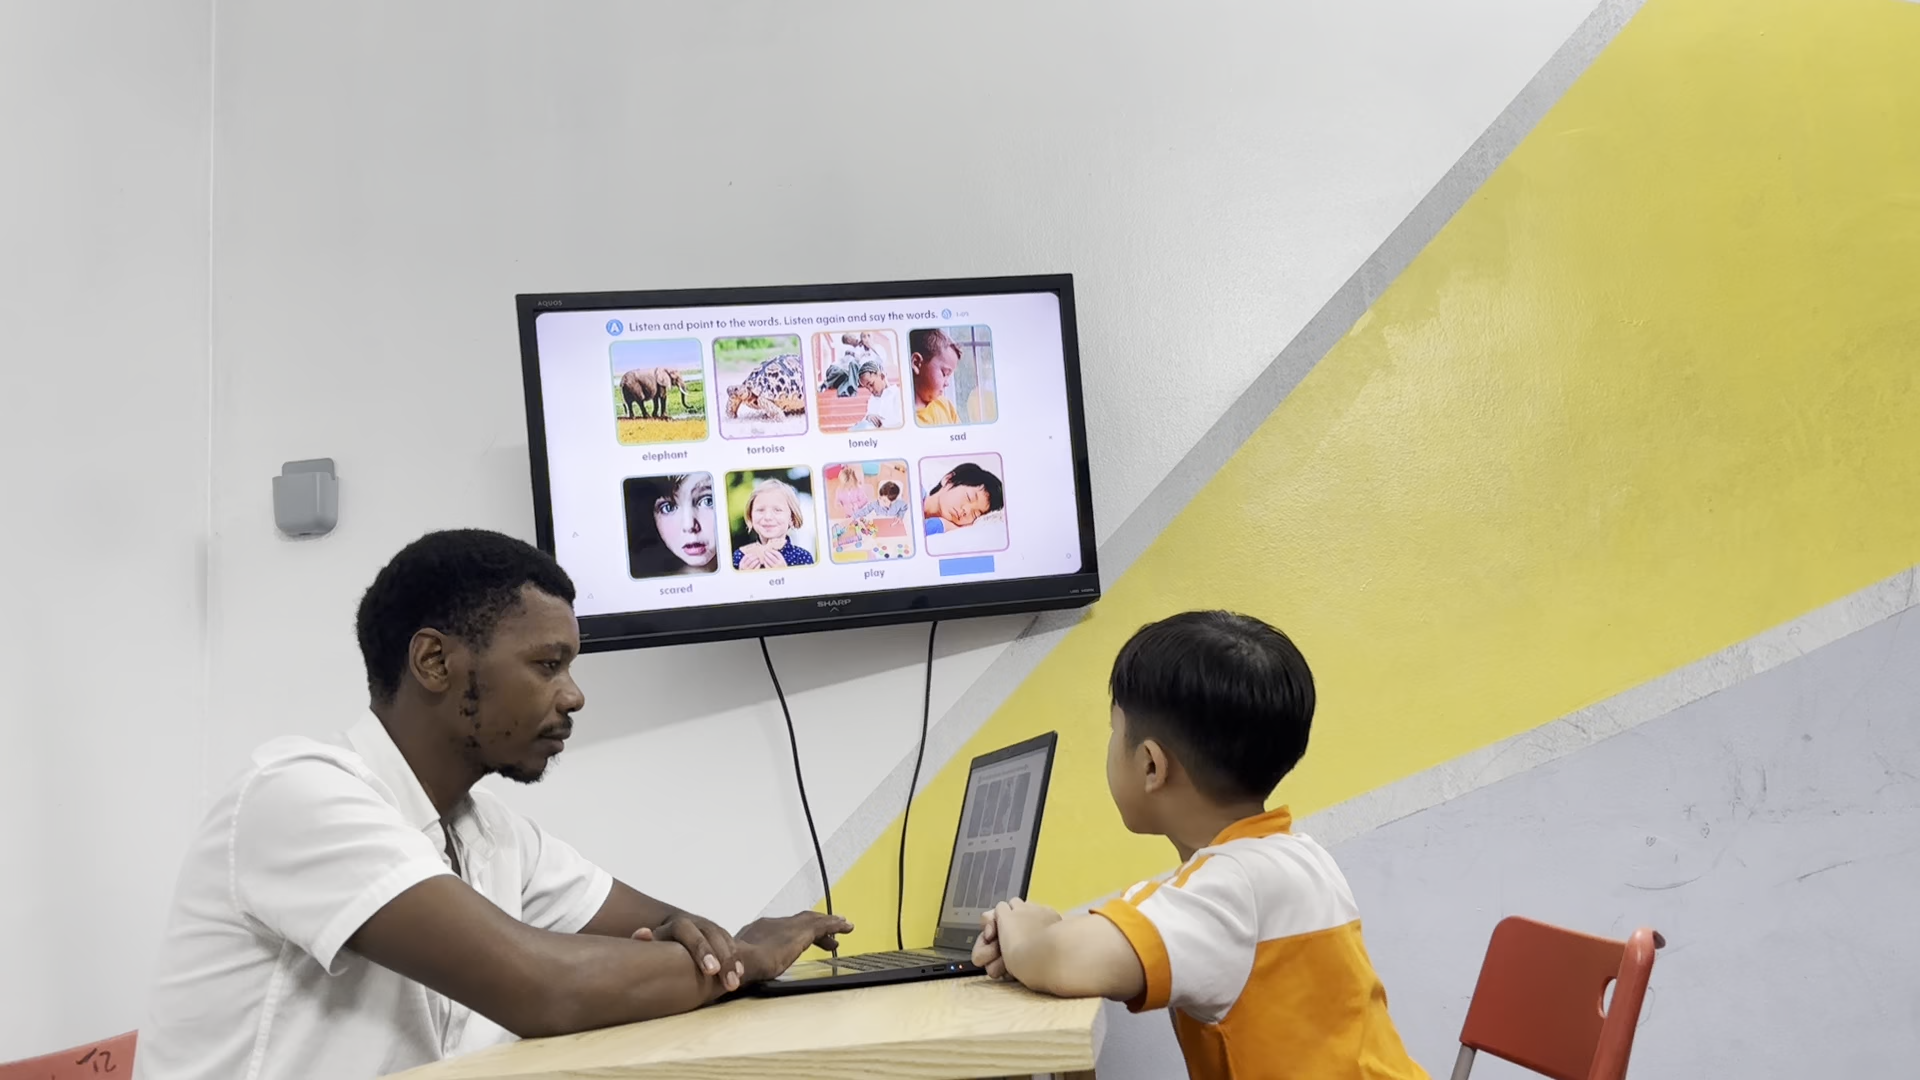 AQUOS
A Listen and point to the words. Listen again and say the words.
elephant tortoise lonely sad
scared eat play
SHARP
12